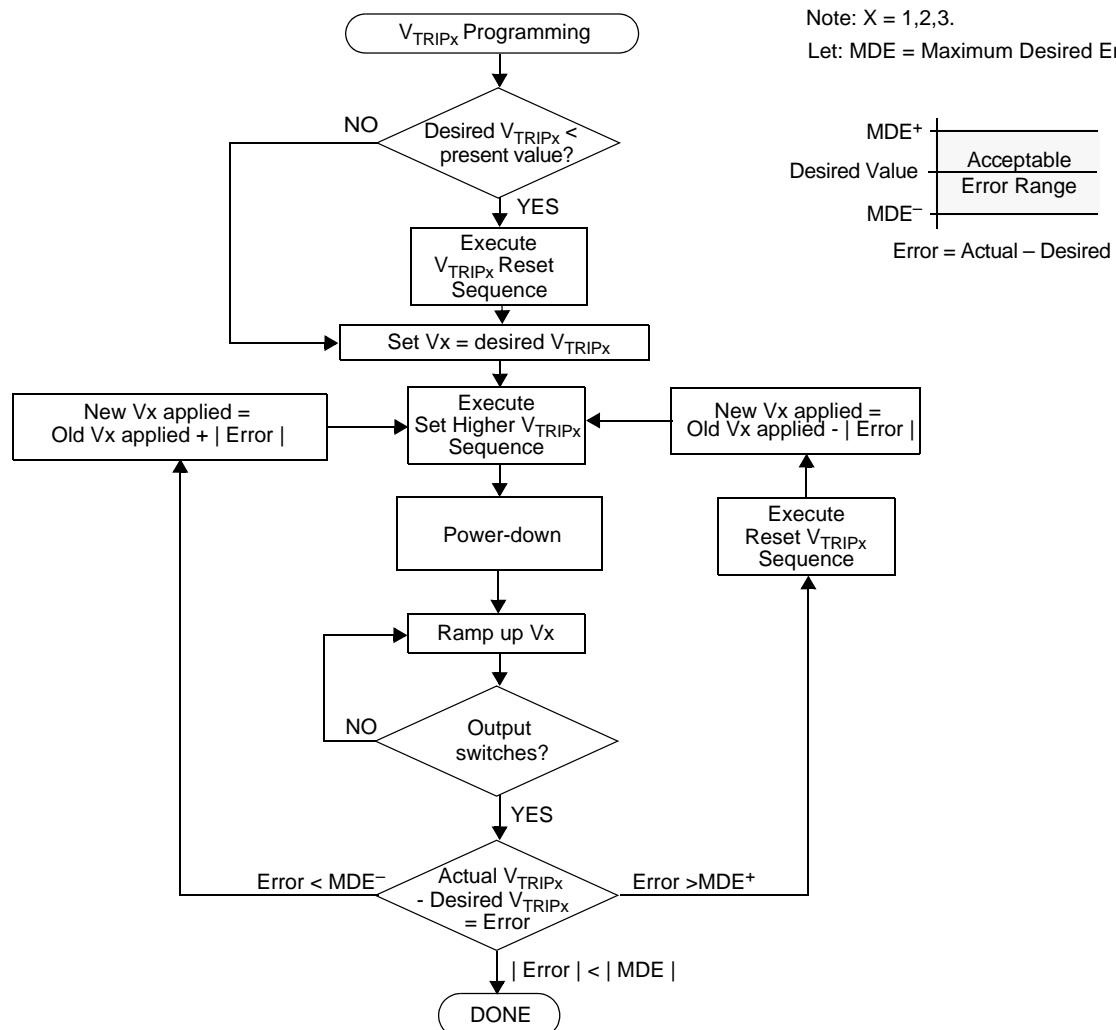 V_TRIPx Programming
Note: X = 1,2,3.
Let: MDE = Maximum Desired
NO
Desired V_TRIPx <
present value?
YES
MDE+
Desired Value
MDE–
Acceptable
Error Range
Error = Actual – Desired
Execute
V_TRIPx Reset
Sequence
Set Vx = desired V_TRIPx
New Vx applied =
Old Vx applied + | Error |
Execute
Set Higher V_TRIPx
Sequence
New Vx applied =
Old Vx applied - | Error |
Power-down
Execute
Reset V_TRIPx
Sequence
Ramp up Vx
NO
Output
switches?
YES
Error < MDE–
Actual V_TRIPx
- Desired V_TRIPx
= Error
Error >MDE+
| Error | < | MDE |
DONE